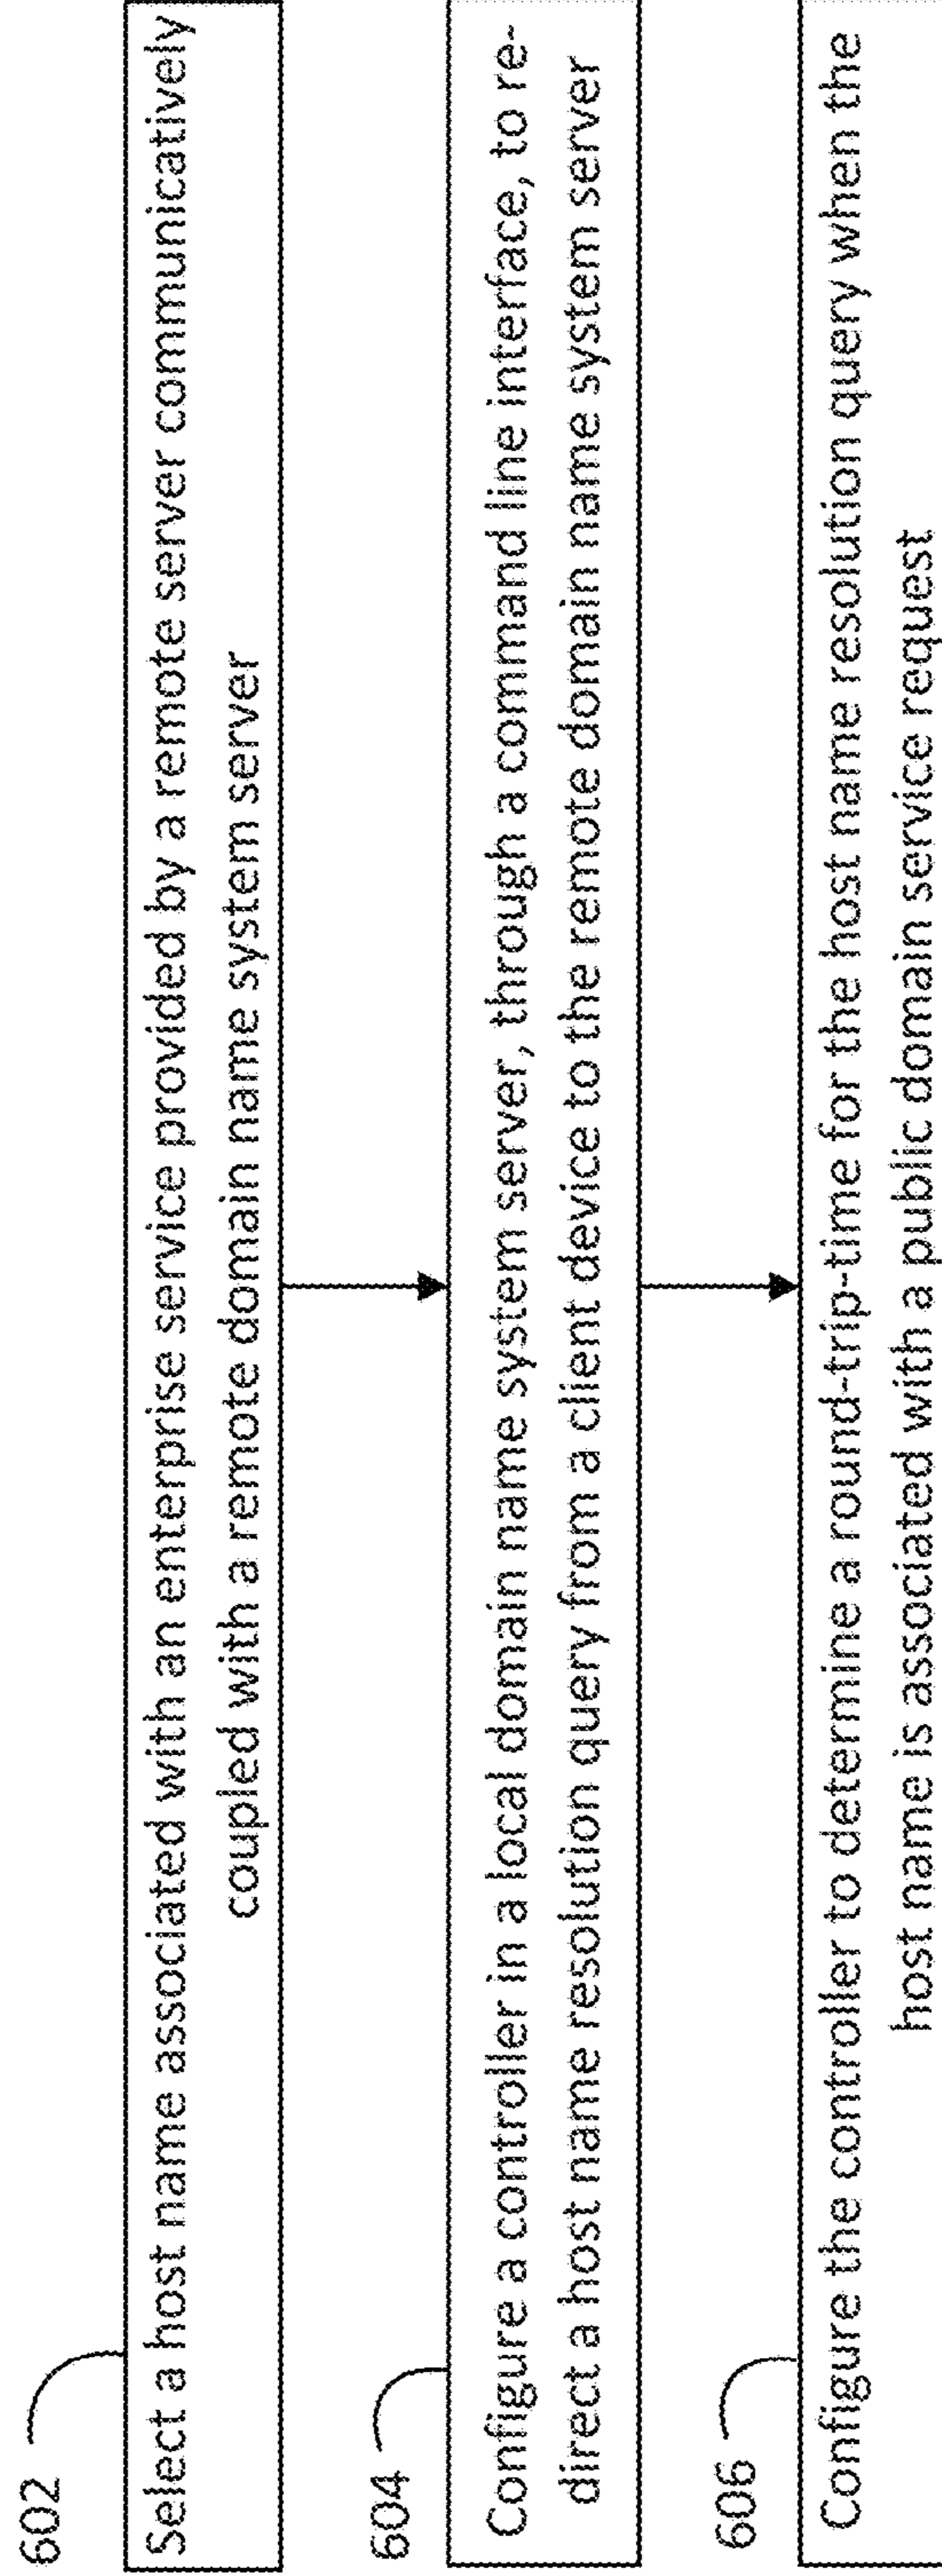 602
Select a host name associated with an enterprise service provided by a remote server communicatively
coupled with a remote domain name system server
604
Configure a controller in a local domain name system server, through a command line interface, to re-
direct a host name resolution query from a client device to the remote domain name system server
606
Configure the controller to determine a round-trip-time for the host name resolution query when the
host name is associated with a public domain service request